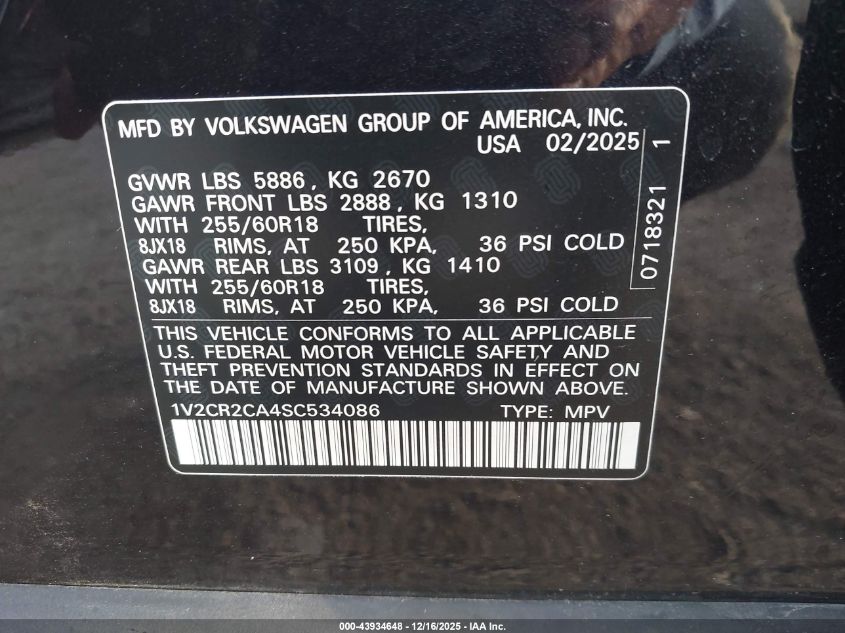 MFD BY VOLKSWAGEN GROUP OF AMERICA, INC.
USA 02/2025
GVWR LBS 5886, KG 2670
GAWR FRONT LBS 2888, KG 1310
WITH 255/60R18 TIRES,
8JX18 RIMS, AT 250 KPA, 36 PSI COLD
GAWR REAR LBS 3109, KG 1410
WITH 255/60R18 TIRES,
8JX18 RIMS, AT 250 KPA, 36 PSI COLD
THIS VEHICLE CONFORMS TO ALL APPLICABLE
U.S. FEDERAL MOTOR VEHICLE SAFETY AND
THEFT PREVENTION STANDARDS IN EFFECT ON
THE DATE OF MANUFACTURE SHOWN ABOVE.
1V2CR2CA4SC534086 TYPE: MPV
0718321 1
000-43934648 - 12/16/2025 - IAA Inc.